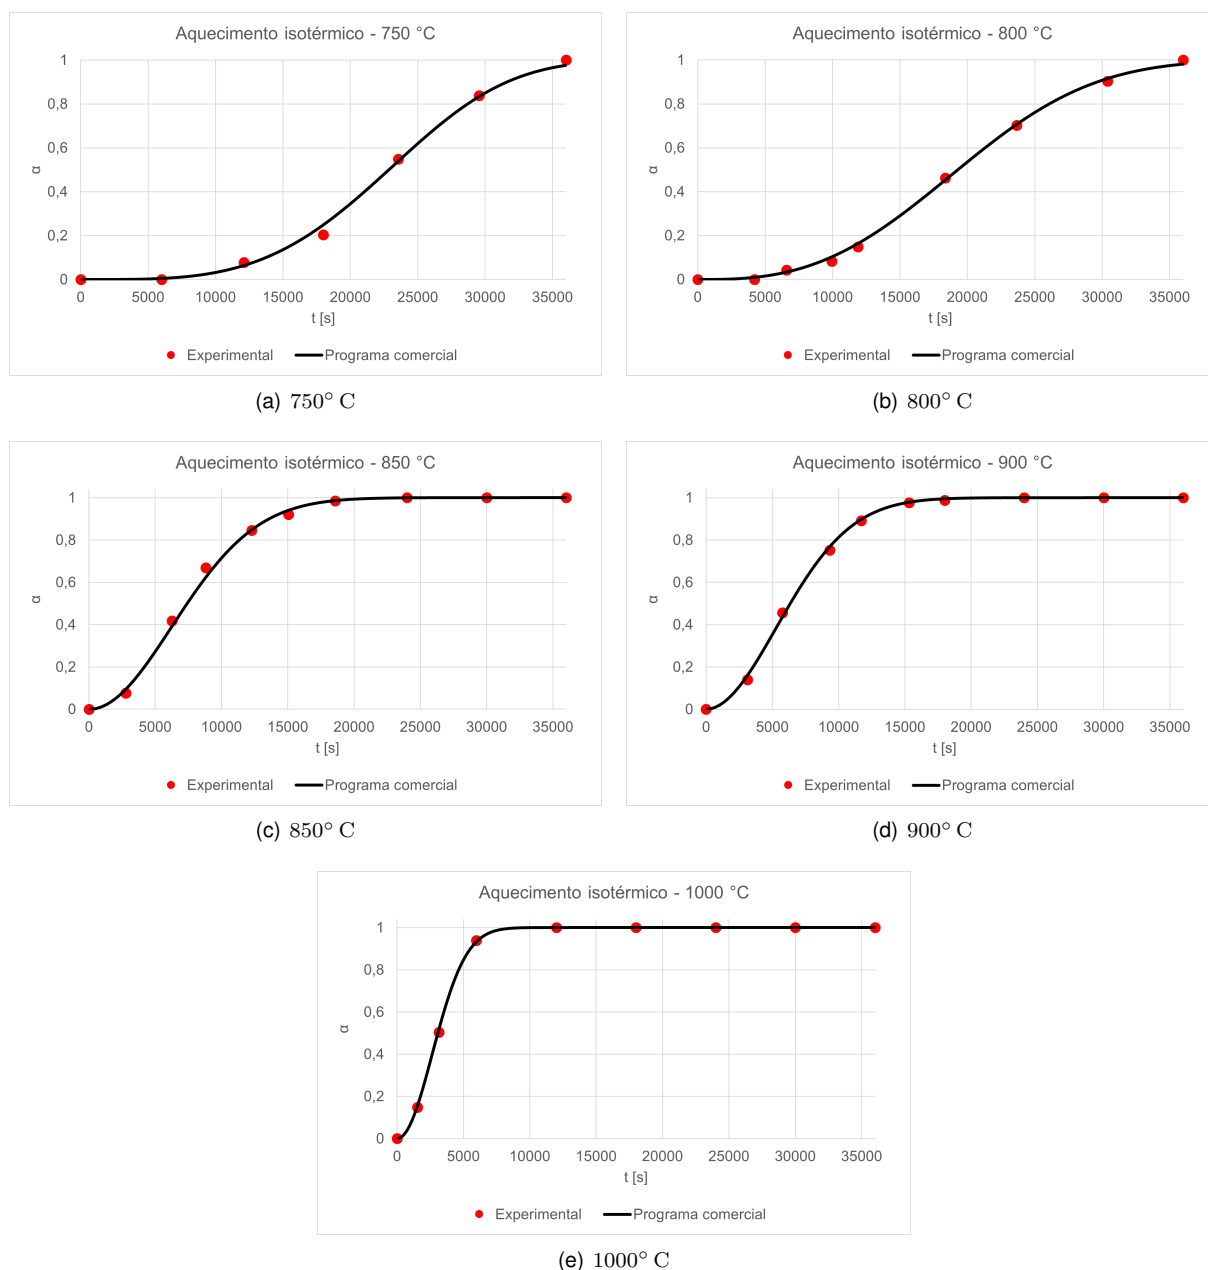 Aquecimento isotérmico - 750 °C
1
0,8
0,6
0,4
0,2
0
α
0 5000 10000 15000 20000 25000 30000 35000
t [s]
Experimental Programa comercial
(a) 750° C
Aquecimento isotérmico - 800 °C
1
0,8
0,6
0,4
0,2
0
α
0 5000 10000 15000 20000 25000 30000 35000
t [s]
Experimental Programa comercial
(b) 800° C
Aquecimento isotérmico - 850 °C
1
0,8
0,6
0,4
0,2
0
α
0 5000 10000 15000 20000 25000 30000 35000
t [s]
Experimental Programa comercial
(c) 850° C
Aquecimento isotérmico - 900 °C
1
0,8
0,6
0,4
0,2
0
α
0 5000 10000 15000 20000 25000 30000 35000
t [s]
Experimental Programa comercial
(d) 900° C
Aquecimento isotérmico - 1000 °C
1
0,8
0,6
0,4
0,2
0
α
0 5000 10000 15000 20000 25000 30000 35000
t [s]
Experimental Programa comercial
(e) 1000° C